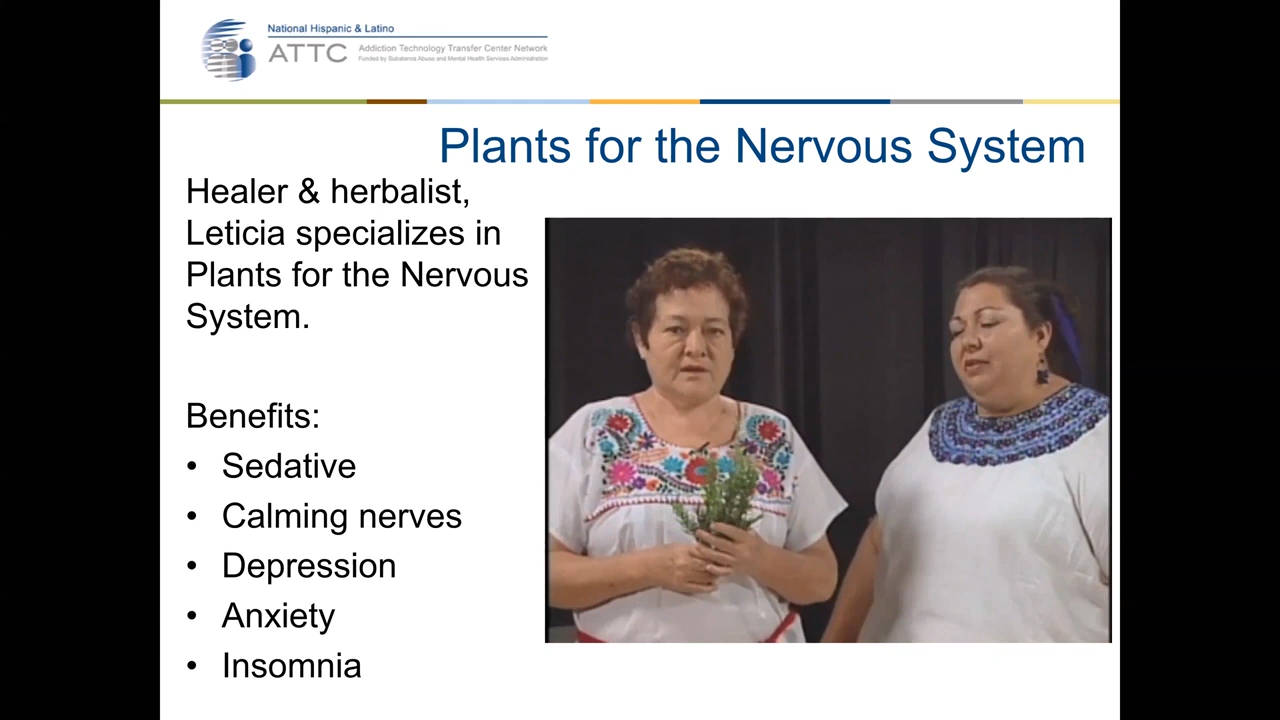 National Hispanic & Latino
ATTC
Addiction Technology Transfer Center Network
Funded by Substance Abuse and Mental Health Services Administration
Plants for the Nervous System
Healer & herbalist,
Leticia specializes in
Plants for the Nervous
System.
Benefits:
• Sedative
• Calming nerves
• Depression
• Anxiety
• Insomnia